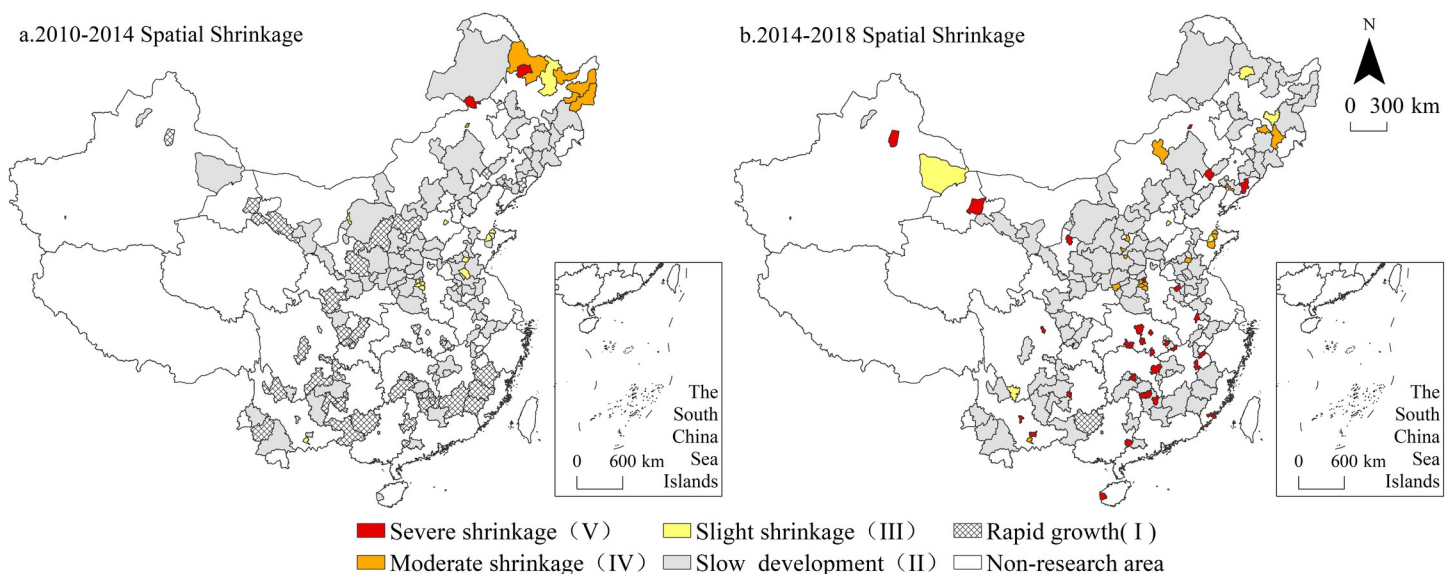 a.2010-2014 Spatial Shrinkage
b.2014-2018 Spatial Shrinkage
N
0 300 km
The
South
China
Sea
Islands
0 600 km
The
South
China
Sea
Islands
0 600 km
Severe shrinkage（V）
Slight shrinkage（III）
Rapid growth( I )
Moderate shrinkage（IV）
Slow development（II）
Non-research area